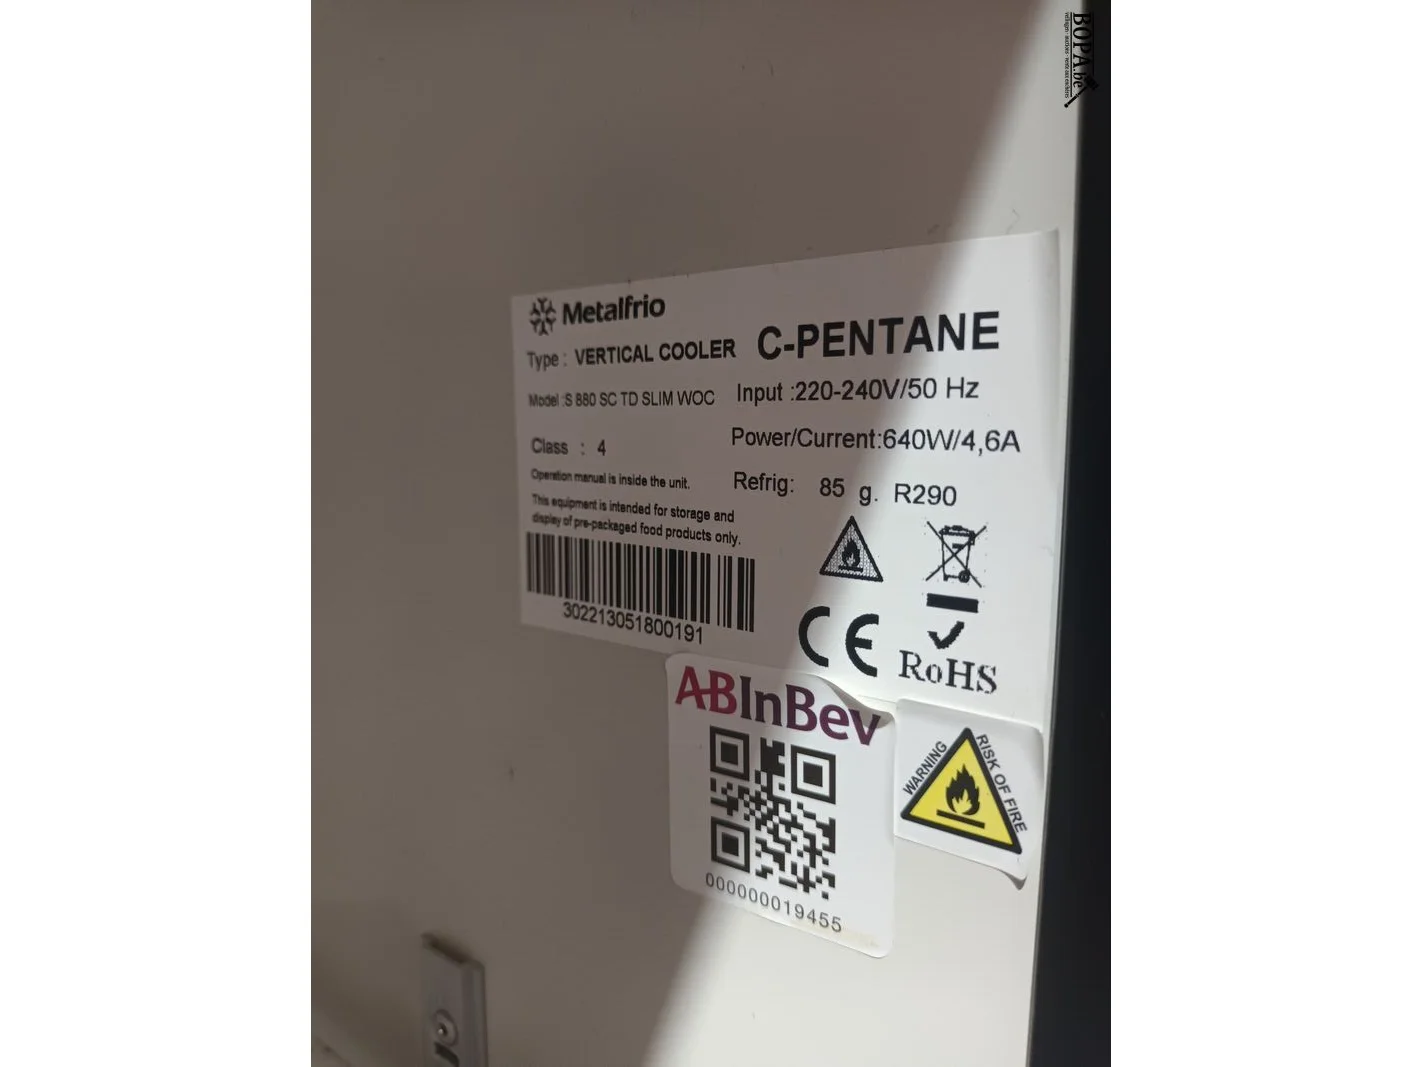 BOPA.be
Metalfrio
Type : VERTICAL COOLER
C-PENTANE
Model :S 880 SC TD SLIM WOC
Input :220-240V/50 Hz
Class : 4
Power/Current:640W/4,6A
Operation manual is inside the unit.
Refrig: 85 g. R290
This equipment is intended for storage and
display of pre-packaged food products only.
302213051800191
CE
RoHS
ABInBev
000000019455
WARNING
RISK OF FIRE